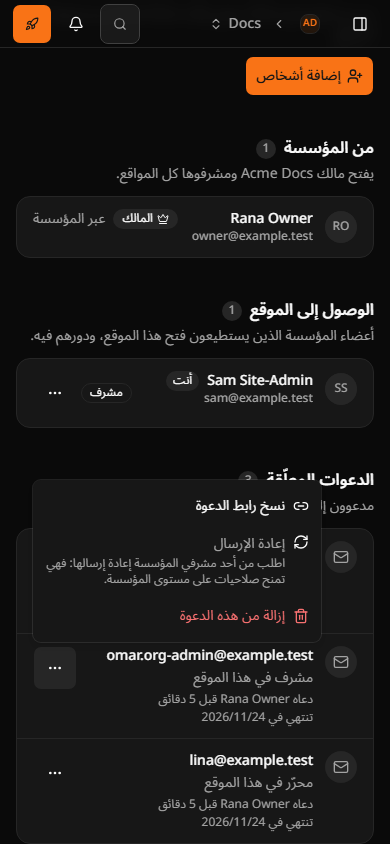 AD
Docs
إضافة أشخاص
من المؤسسة 1
يفتح مالك Acme Docs ومشرفوها كل المواقع.
RO
Rana Owner
المالك
عبر المؤسسة
owner@example.test
الوصول إلى الموقع 1
أعضاء المؤسسة الذين يستطيعون فتح هذا الموقع، ودورهم فيه.
SS
Sam Site-Admin
أنت
مشرف
sam@example.test
الدعوات المعلّقة 3
مدعوون
نسخ رابط الدعوة
إعادة الإرسال
اطلب من أحد مشرفي المؤسسة إعادة إرسالها: فهي
تمنح صلاحيات على مستوى المؤسسة.
إزالة من هذه الدعوة
omar.org-admin@example.test
مشرف في هذا الموقع
دعاه Rana Owner قبل 5 دقائق
تنتهي في 2026/11/24
lina@example.test
محرّر في هذا الموقع
دعاه Rana Owner قبل 5 دقائق
تنتهي في 2026/11/24